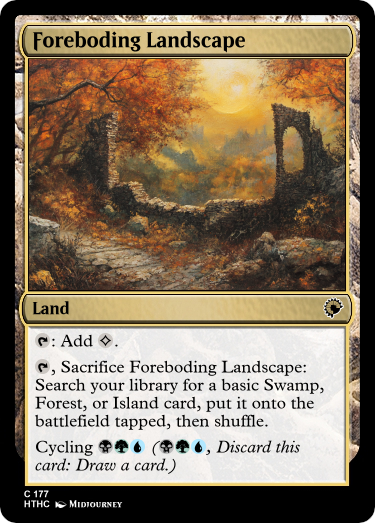 Foreboding Landscape
Land
: Add .
, Sacrifice Foreboding Landscape:
Search your library for a basic Swamp,
Forest, or Island card, put it onto the
battlefield tapped, then shuffle.
Cycling (, Discard this
card: Draw a card.)
C 177
HTHC Midjourney